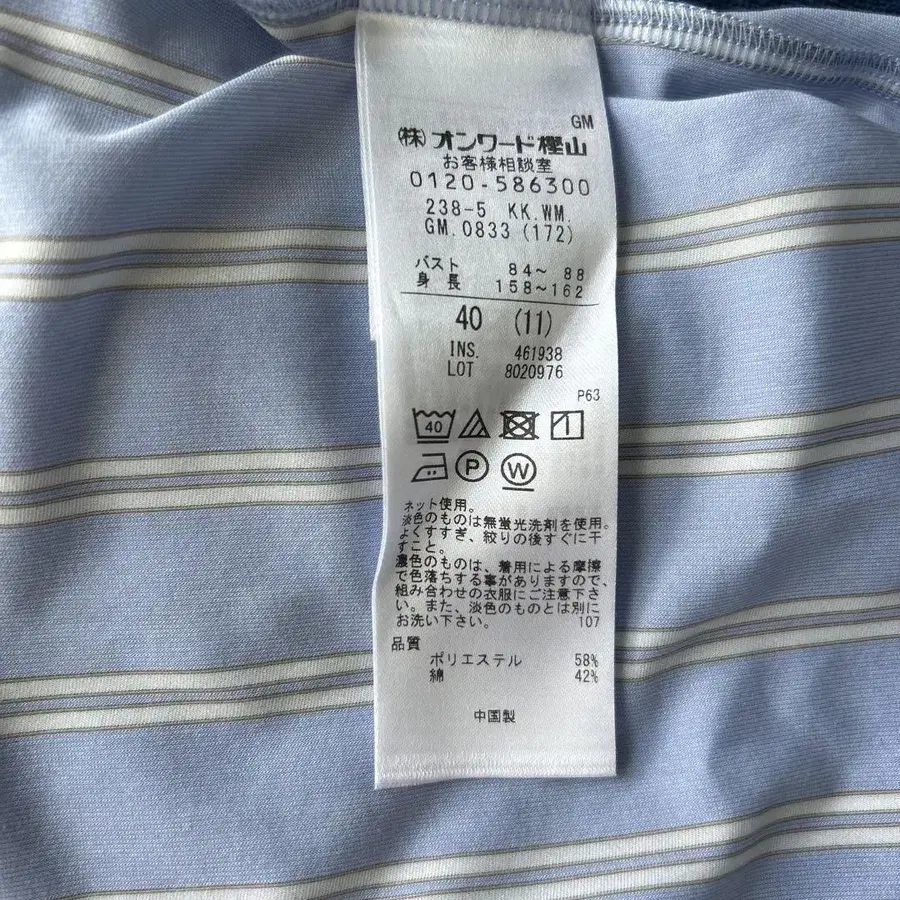 GM
㈱オンワード樫山
お客様相談室
0120-586300
238-5 KK.WM.
GM.0833 (172)
バスト 84~ 88
身 長 158~162
40 (11)
INS. 461938
LOT 8020976
P63
40
P
W
ネット使用。
淡色のものは無蛍光洗剤を使用。
よくすすぎ、絞りの後すぐに干
すこと。
濃色のものは、着用による摩擦
で色落ちする事がありますので、
組み合わせの衣服にご注意下さ
い。また、淡色のものとは別に
お洗い下さい。 107
品質
ポリエステル 58%
綿 42%
中国製